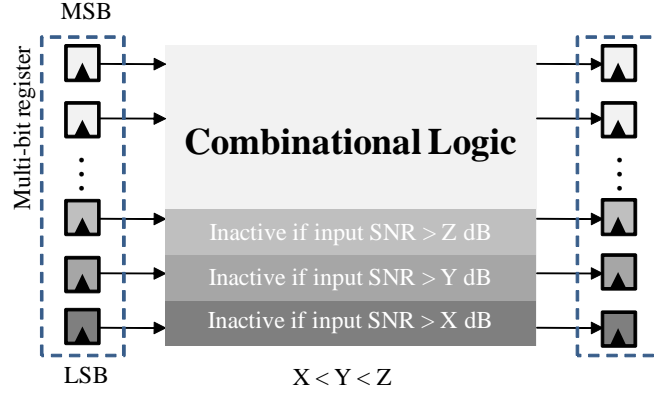 MSB
Multi-bit register
Combinational Logic
Inactive if input SNR > Z dB
Inactive if input SNR > Y dB
Inactive if input SNR > X dB
LSB
X < Y < Z